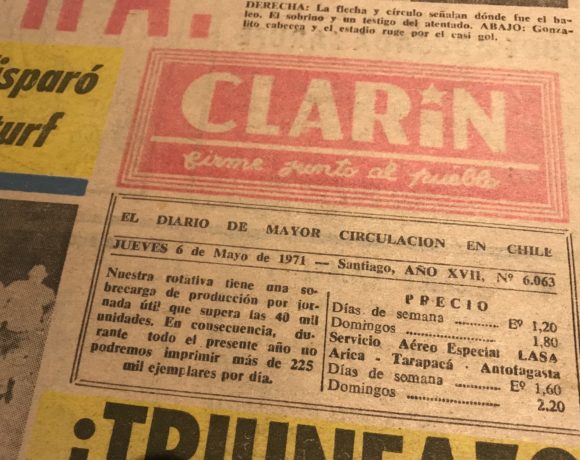 DERECHA: La flecha y círculo señalan dónde fue el ba-
leo. El sobrino y un testigo del atentado. ABAJO: Gonza-
lito cabecea y el estadio ruge por el casi gol.
isparó
turf
CLARiN
firme junto al pueblo
EL DIARIO DE MAYOR CIRCULACION EN CHILE
JUEVES 6 de Mayo de 1971 — Santiago, AÑO XVII, Nº 6.063
Nuestra rotativa tiene una so-
brecarga de producción por jor-
nada útil que supera las 40 mil
unidades. En consecuencia, du-
rante todo el presente año no
podremos imprimir más de 225
mil ejemplares por día.
PRECIO
Días de semana ............ Eº 1,20
Domingos .................... 1,80
Servicio Aéreo Especial LASA
Arica - Tarapacá - Antofagasta
Días de semana ............ Eº 1,60
Domingos .................... 2,20
¡TRIUNFAZO